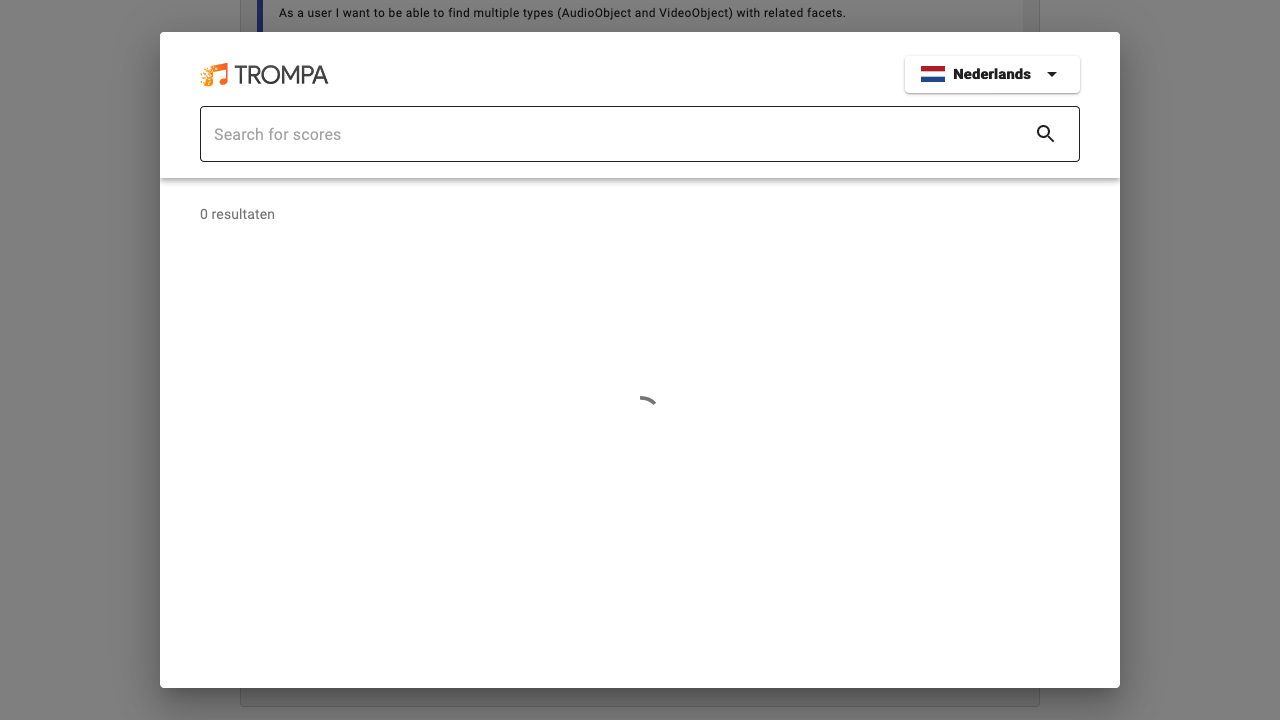 As a user I want to be able to find multiple types (AudioObject and VideoObject) with related facets.
TROMPA
Nederlands
Search for scores
0 resultaten